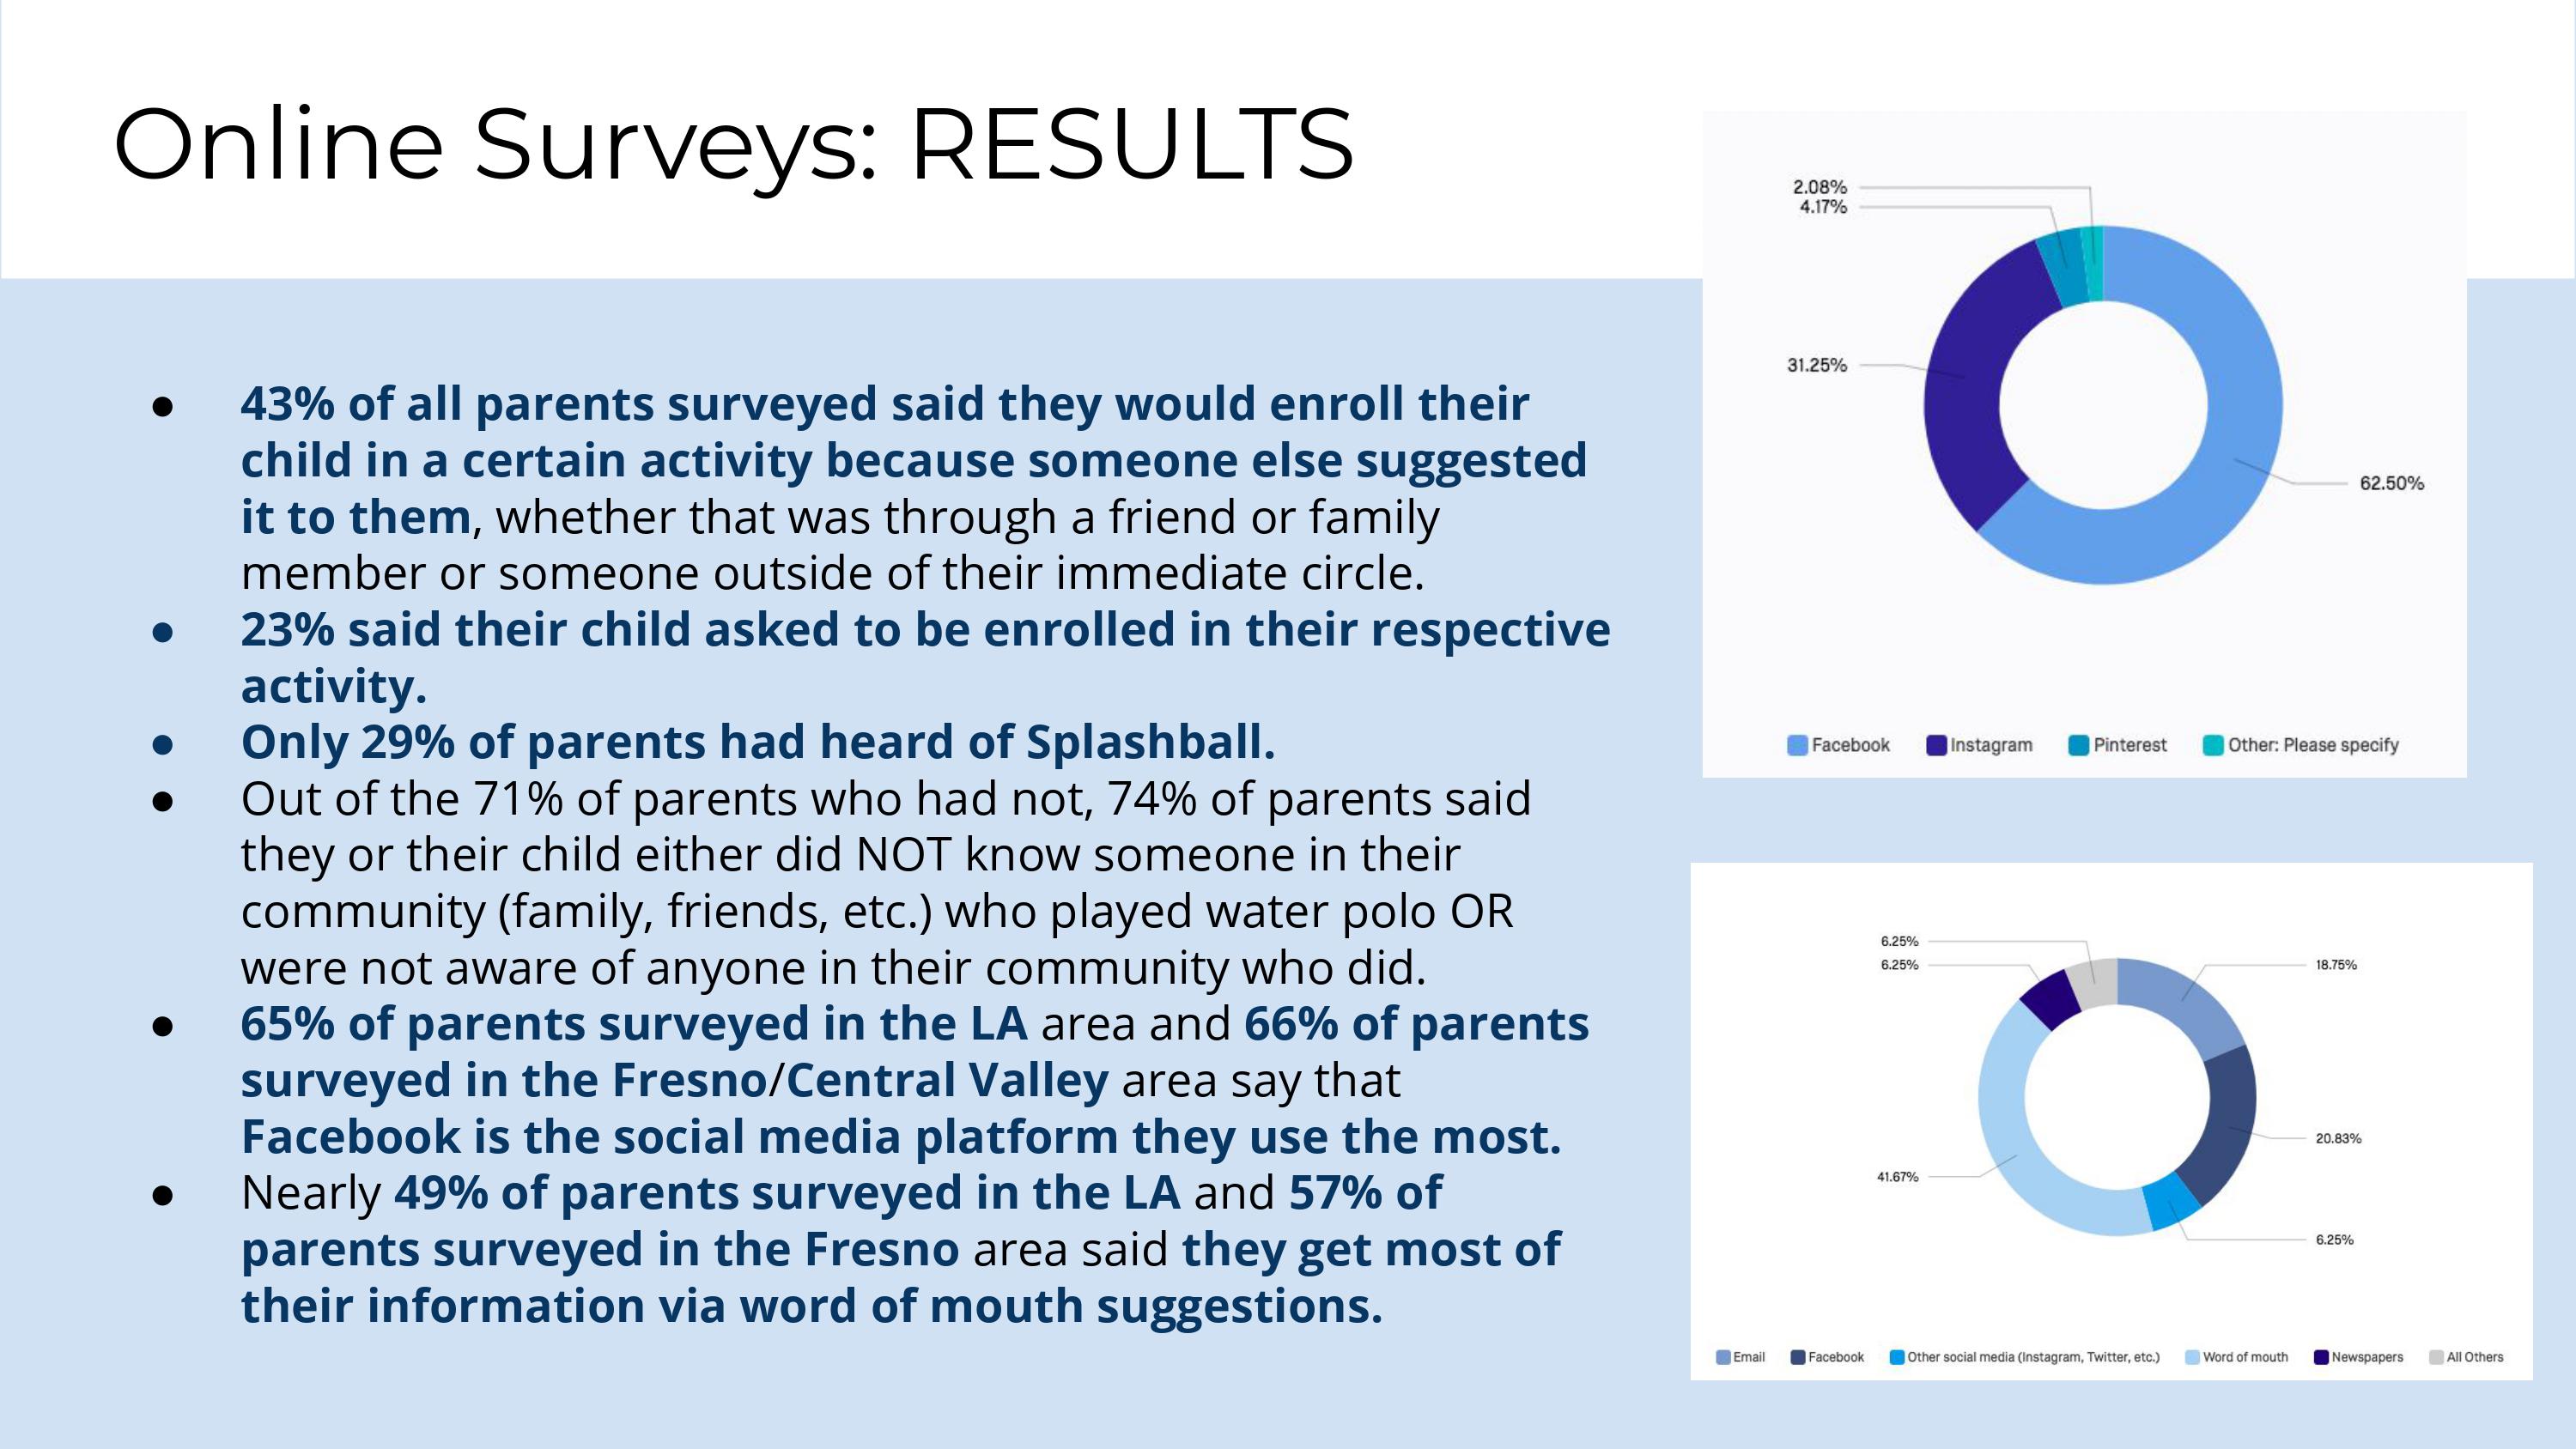 Online Surveys: RESULTS
● 43% of all parents surveyed said they would enroll their
child in a certain activity because someone else suggested
it to them, whether that was through a friend or family
member or someone outside of their immediate circle.
● 23% said their child asked to be enrolled in their respective
activity.
● Only 29% of parents had heard of Splashball.
● Out of the 71% of parents who had not, 74% of parents said
they or their child either did NOT know someone in their
community (family, friends, etc.) who played water polo OR
were not aware of anyone in their community who did.
● 65% of parents surveyed in the LA area and 66% of parents
surveyed in the Fresno/Central Valley area say that
Facebook is the social media platform they use the most.
● Nearly 49% of parents surveyed in the LA and 57% of
parents surveyed in the Fresno area said they get most of
their information via word of mouth suggestions.
2.08%
4.17%
31.25%
62.50%
Facebook Instagram Pinterest Other: Please specify
6.25%
6.25% 18.75%
20.83%
41.67%
6.25%
Email Facebook Other social media (Instagram, Twitter, etc.) Word of mouth Newspapers All Others